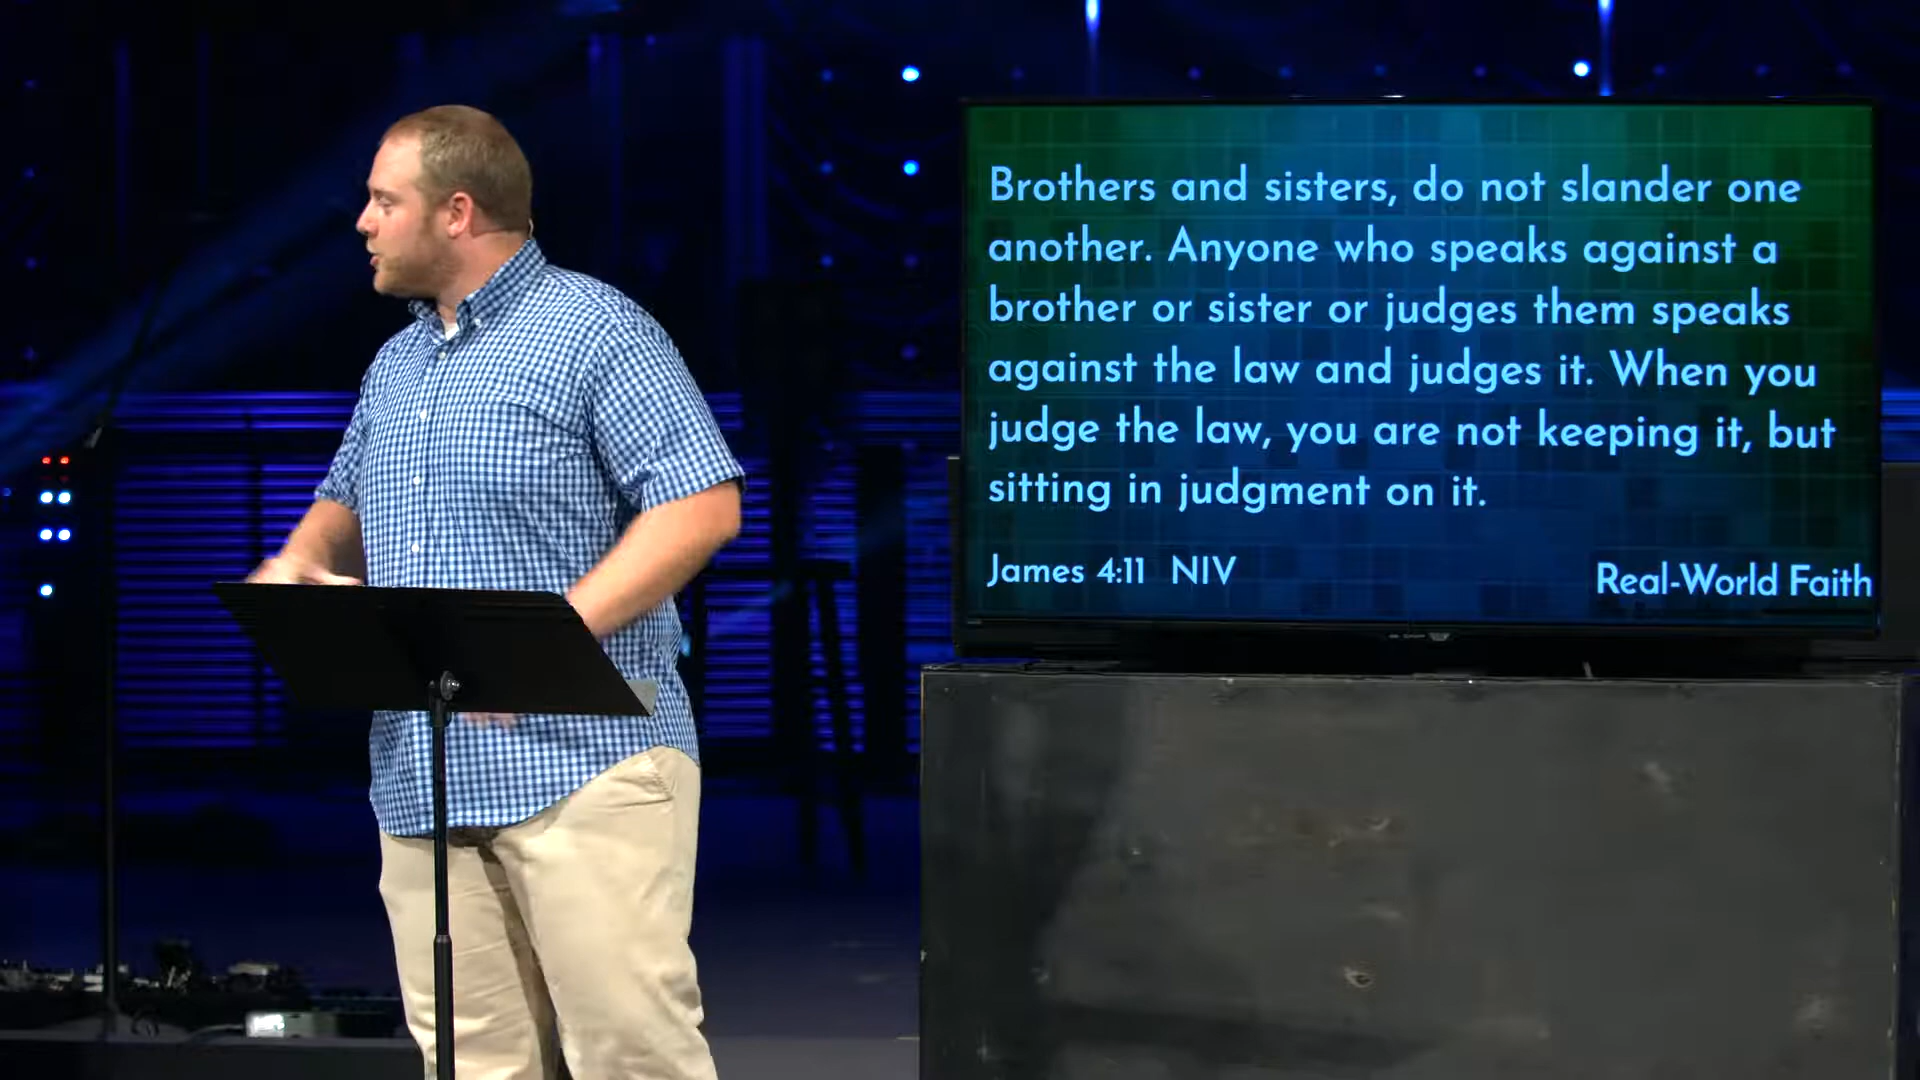 Brothers and sisters, do not slander one
another. Anyone who speaks against a
brother or sister or judges them speaks
against the law and judges it. When you
judge the law, you are not keeping it, but
sitting in judgment on it.
James 4:11 NIV
Real-World Faith